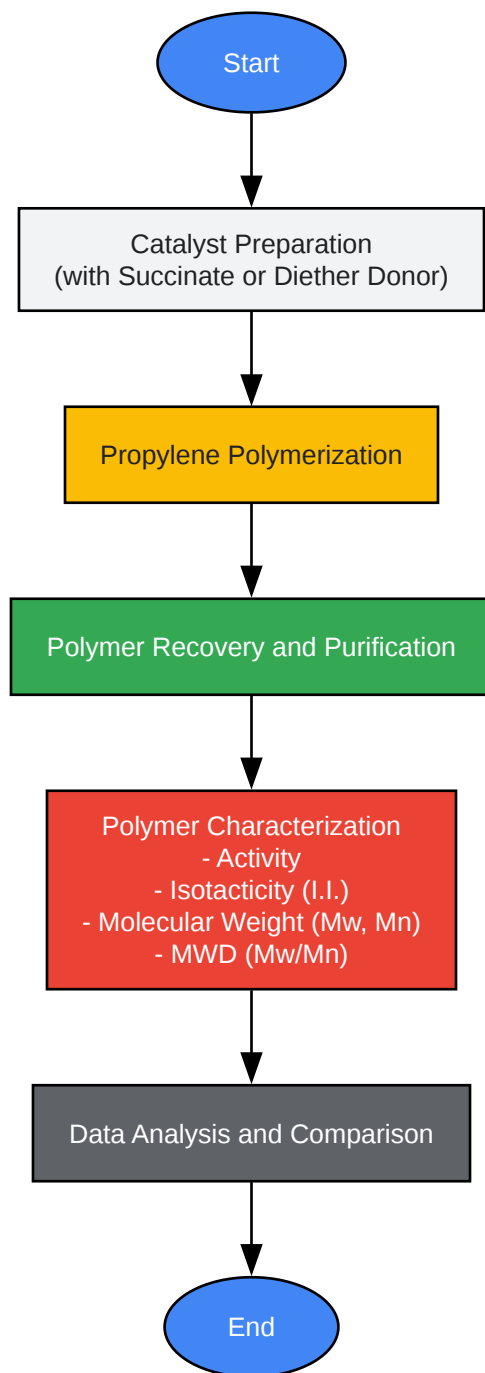 Start
Catalyst Preparation
(with Succinate or Diether Donor)
Propylene Polymerization
Polymer Recovery and Purification
Polymer Characterization
- Activity
- Isotacticity (I.I.)
- Molecular Weight (Mw, Mn)
- MWD (Mw/Mn)
Data Analysis and Comparison
End